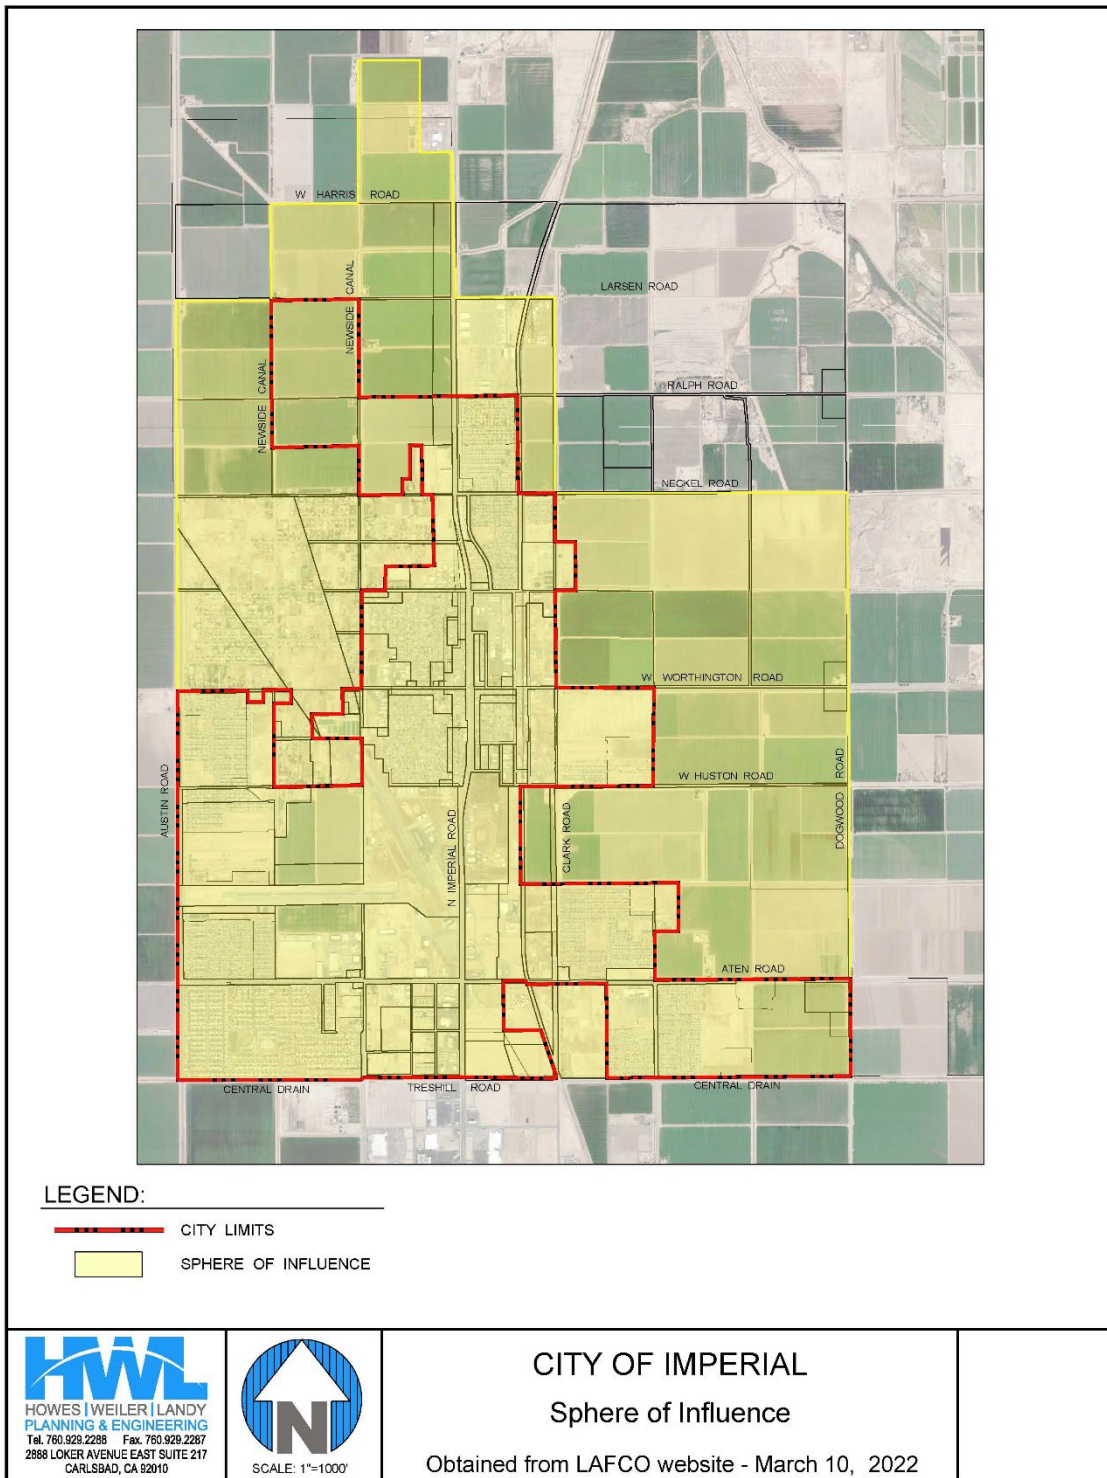 W HARRIS ROAD
NEWSIDE CANAL
LARSEN ROAD
NEWSIDE CANAL
RALPH ROAD
NECKEL ROAD
W WORTHINGTON ROAD
W HUSTON ROAD
AUSTIN ROAD
N IMPERIAL ROAD
CLARK ROAD
DOGWOOD ROAD
ATEN ROAD
CENTRAL DRAIN
TRESHILL ROAD
CENTRAL DRAIN
LEGEND:
CITY LIMITS
SPHERE OF INFLUENCE
HWL
HOWES | WEILER | LANDY
PLANNING & ENGINEERING
Tel. 760.929.2288 Fax. 760.929.2287
2888 LOKER AVENUE EAST SUITE 217
CARLSBAD, CA 92010
N
SCALE: 1"=1000'
CITY OF IMPERIAL
Sphere of Influence
Obtained from LAFCO website - March 10, 2022